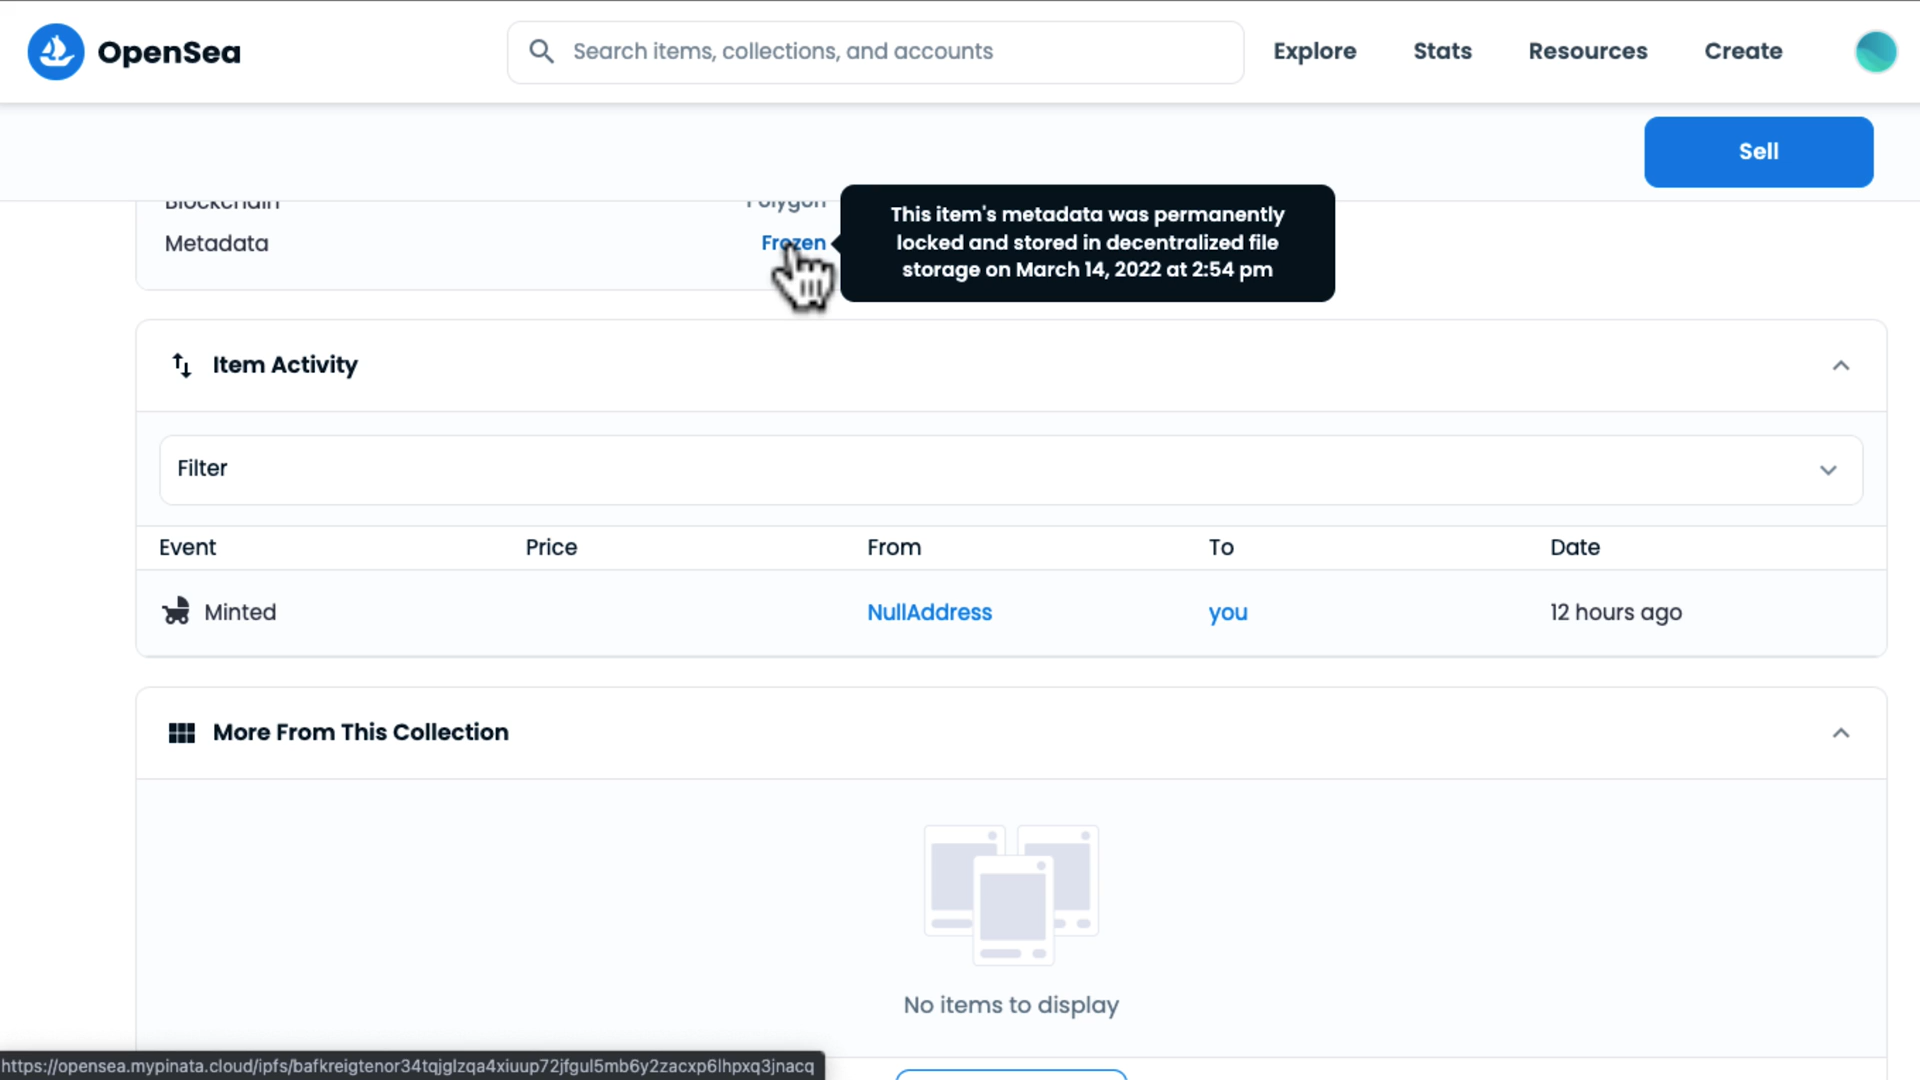 OpenSea
Search items, collections, and accounts
Explore
Stats
Resources
Create
Sell
Blockchain
Polygon
Metadata
Frozen
This item's metadata was permanently
locked and stored in decentralized file
storage on March 14, 2022 at 2:54 pm
Item Activity
Filter
Event
Price
From
To
Date
Minted
NullAddress
you
12 hours ago
More From This Collection
No items to display
https://opensea.mypinata.cloud/ipfs/bafkreigtenor34tqjglzqa4xiuup72jfgul5mb6y2zacxp6lhpxq3jnacq